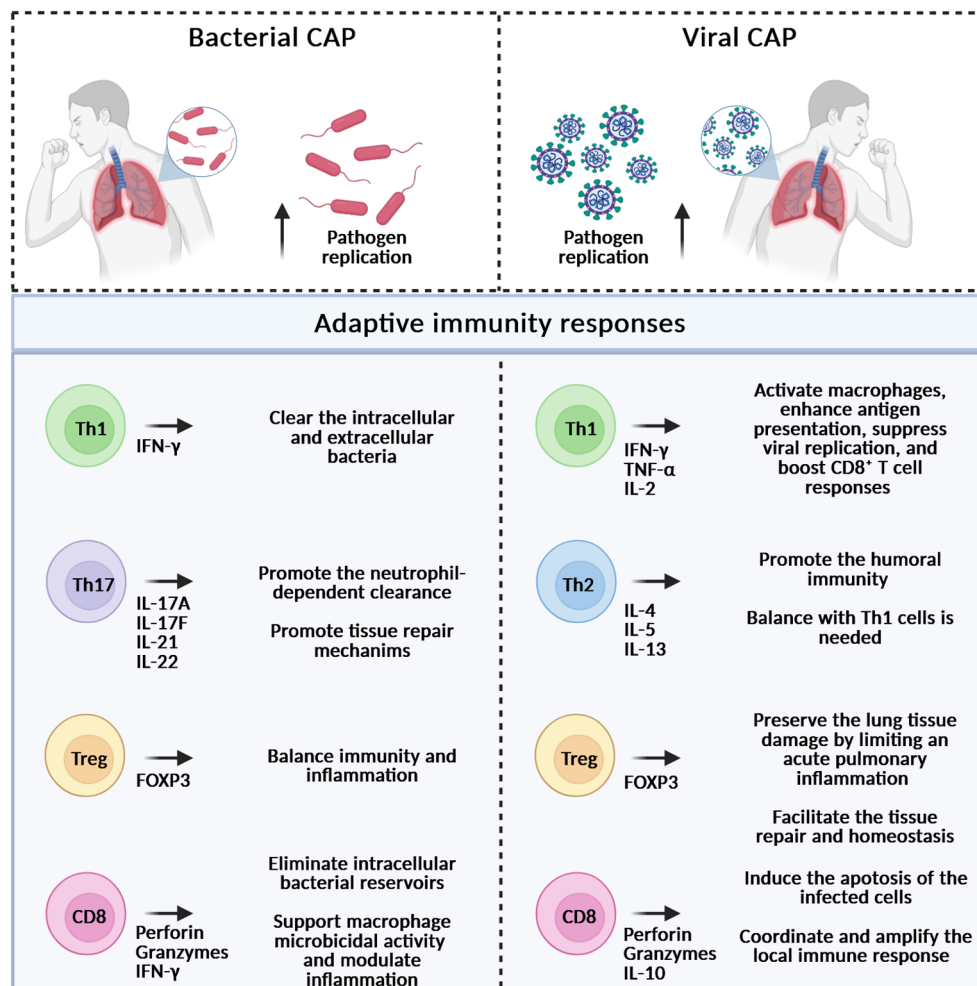 Bacterial CAP
Pathogen
replication
Viral CAP
Pathogen
replication
Adaptive immunity responses
Th1
IFN-γ
Clear the intracellular
and extracellular
bacteria
Th17
IL-17A
IL-17F
IL-21
IL-22
Promote the neutrophil-
dependent clearance
Promote tissue repair
mechanims
Treg
FOXP3
Balance immunity and
inflammation
CD8
Perforin
Granzymes
IFN-γ
Eliminate intracellular
bacterial reservoirs
Support macrophage
microbicidal activity
and modulate
inflammation
Th1
IFN-γ
TNF-α
IL-2
Activate macrophages,
enhance antigen
presentation, suppress
viral replication, and
boost CD8⁺ T cell
responses
Th2
IL-4
IL-5
IL-13
Promote the humoral
immunity
Balance with Th1 cells is
needed
Treg
FOXP3
Preserve the lung tissue
damage by limiting an
acute pulmonary
inflammation
Facilitate the tissue
repair and homeostasis
CD8
Perforin
Granzymes
IL-10
Induce the apotosis of the
infected cells
Coordinate and amplify the
local immune response